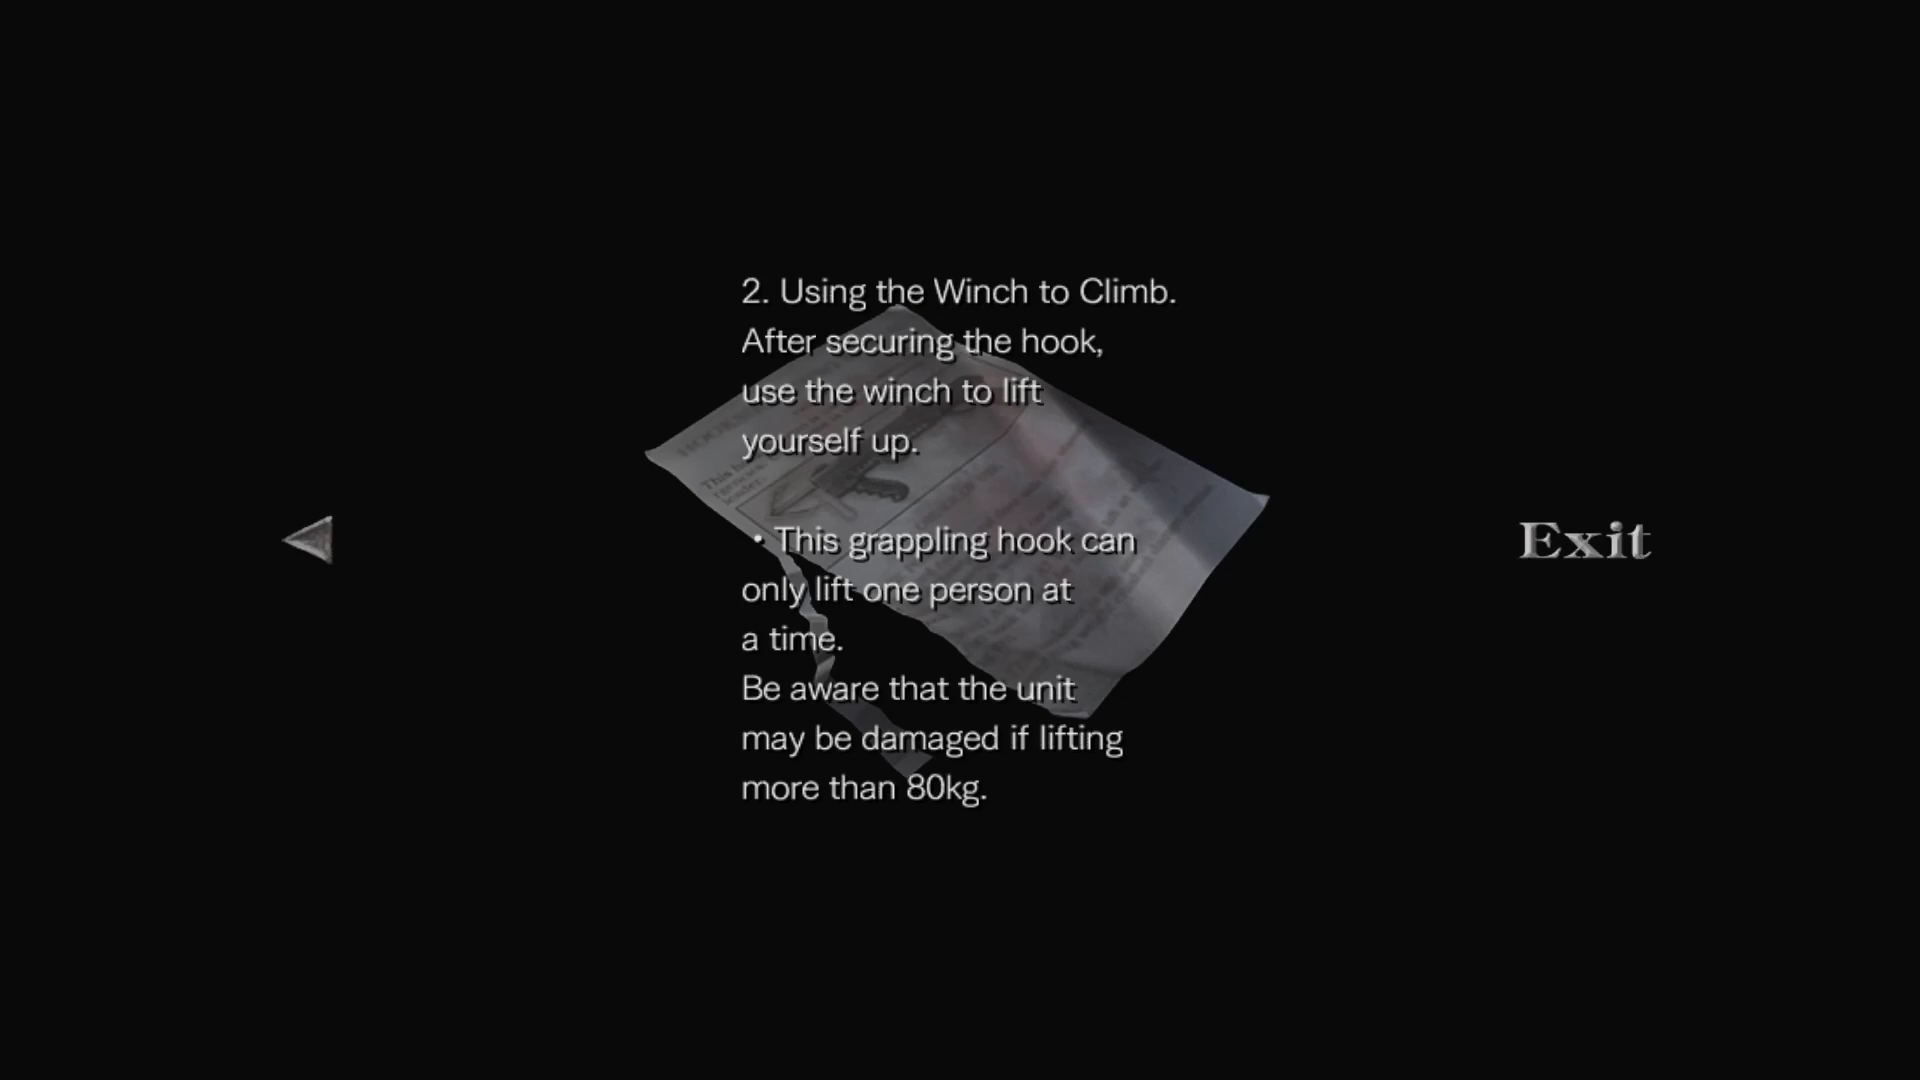 2. Using the Winch to Climb.
After securing the hook,
use the winch to lift
yourself up.
• This grappling hook can
only lift one person at
a time.
Be aware that the unit
may be damaged if lifting
more than 80kg.
Exit